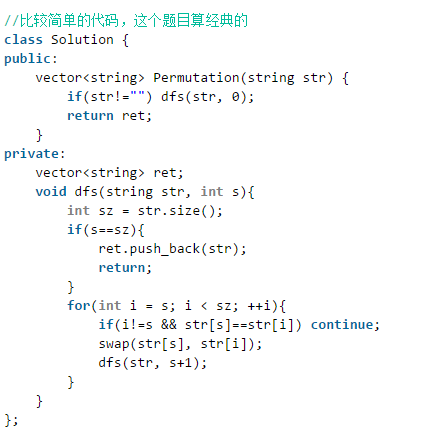 //比较简单的代码，这个题目算经典的
class Solution {
public:
    vector<string> Permutation(string str) {
        if(str!="") dfs(str, 0);
        return ret;
    }
private:
    vector<string> ret;
    void dfs(string str, int s){
        int sz = str.size();
        if(s==sz){
            ret.push_back(str);
            return;
        }
        for(int i = s; i < sz; ++i){
            if(i!=s && str[s]==str[i]) continue;
            swap(str[s], str[i]);
            dfs(str, s+1);
        }
    }
};